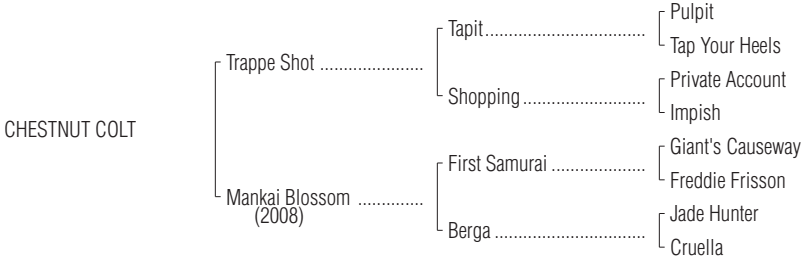 Pulpit
Tapit..................................
Tap Your Heels
Trappe Shot ......................
Private Account
Shopping..........................
Impish
CHESTNUT COLT
Giant's Causeway
First Samurai ....................
Freddie Frisson
Mankai Blossom ..............
(2008)
Jade Hunter
Berga ................................
Cruella